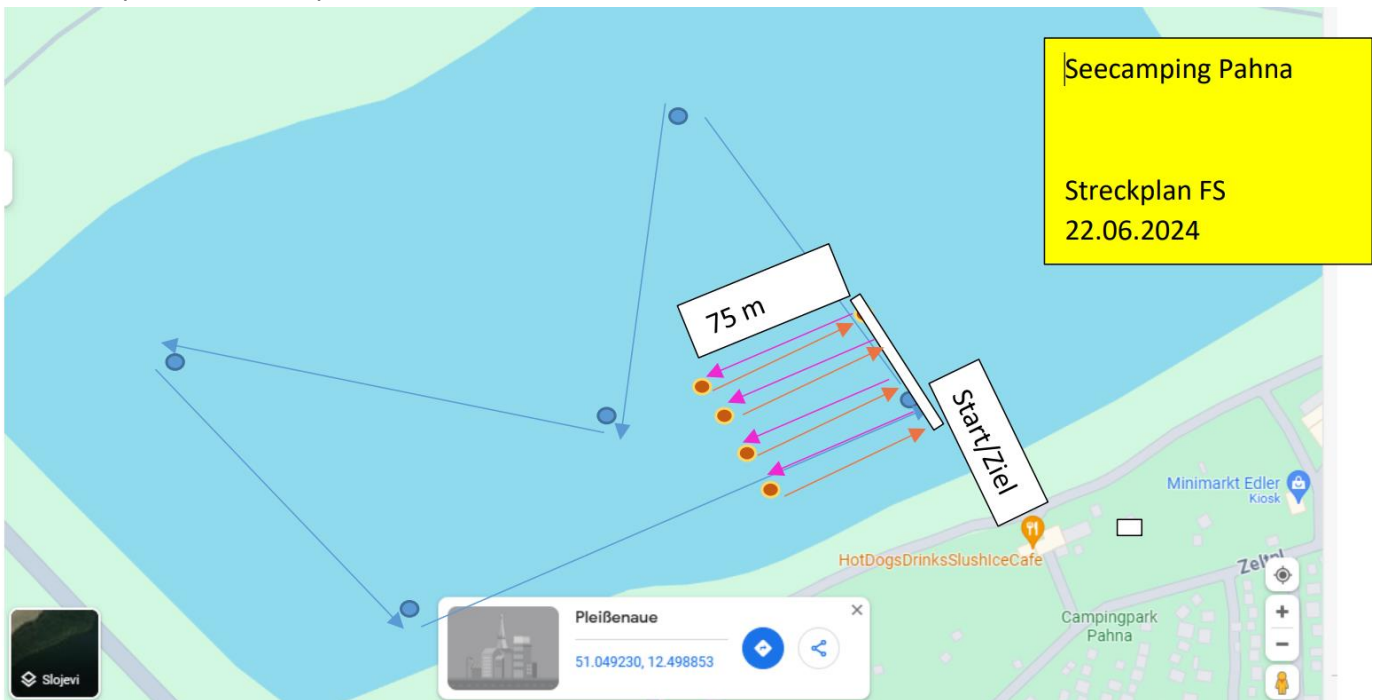 Seecamping Pahna
Streckplan FS
22.06.2024
75 m
Start/Ziel
Minimarkt Edler
Kiosk
HotDogsDrinksSlushIceCafe
Campingpark
Pahna
Pleißenaue
51.049230, 12.498853
Slojevi